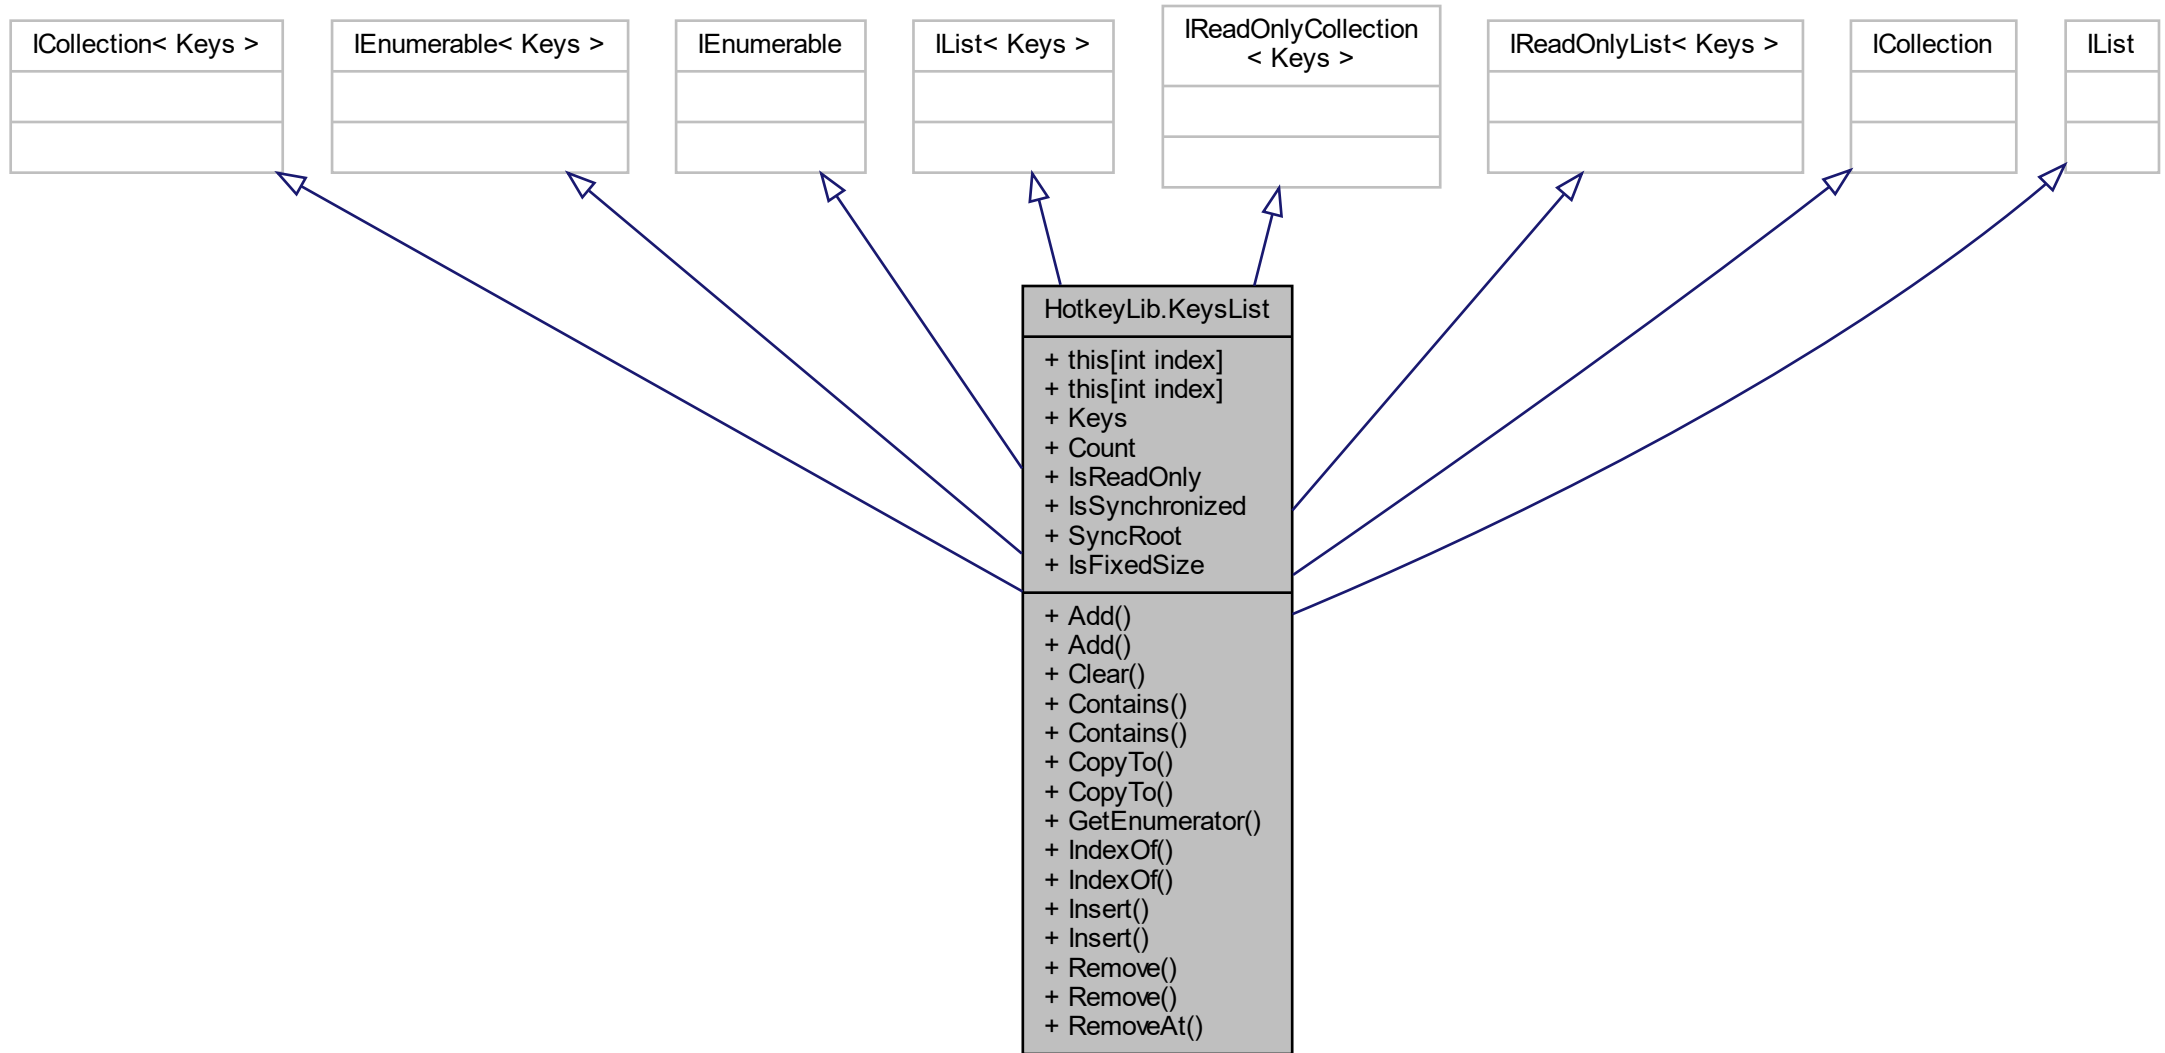 ICollection< Keys >
IEnumerable< Keys >
IEnumerable
IList< Keys >
IReadOnlyCollection
< Keys >
IReadOnlyList< Keys >
ICollection
IList
HotkeyLib.KeysList
+ this[int index]
+ this[int index]
+ Keys
+ Count
+ IsReadOnly
+ IsSynchronized
+ SyncRoot
+ IsFixedSize
+ Add()
+ Add()
+ Clear()
+ Contains()
+ Contains()
+ CopyTo()
+ CopyTo()
+ GetEnumerator()
+ IndexOf()
+ IndexOf()
+ Insert()
+ Insert()
+ Remove()
+ Remove()
+ RemoveAt()